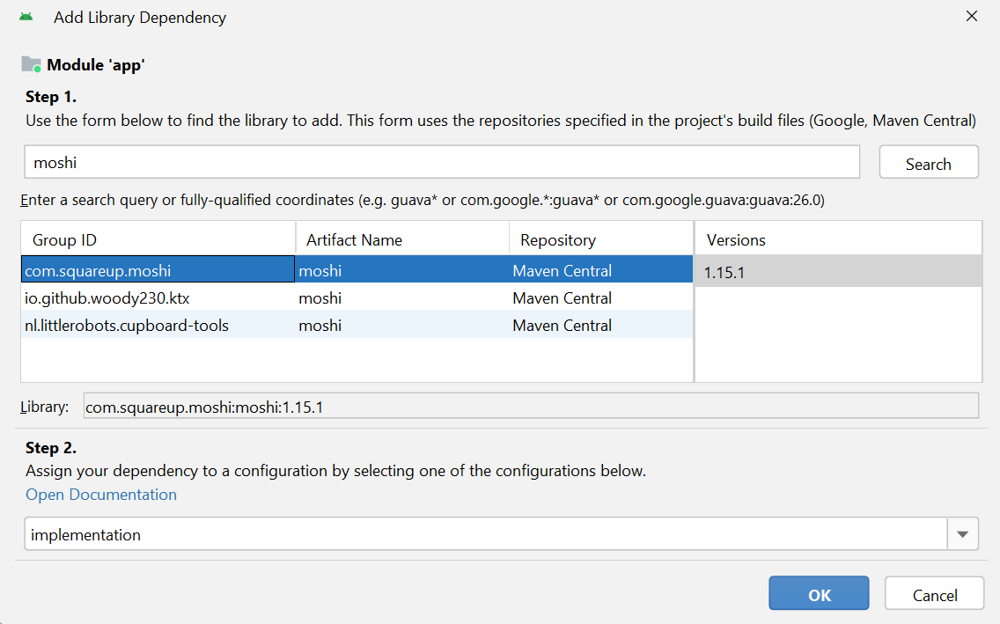 Add Library Dependency
Module 'app'
Step 1.
Use the form below to find the library to add. This form uses the repositories specified in the project's build files (Google, Maven Central)
moshi
Search
Enter a search query or fully-qualified coordinates (e.g. guava* or com.google.*:guava* or com.google.guava:guava:26.0)
Group ID Artifact Name Repository Versions
com.squareup.moshi moshi Maven Central 1.15.1
io.github.woody230.ktx moshi Maven Central
nl.littlerobots.cupboard-tools moshi Maven Central
Library: com.squareup.moshi:moshi:1.15.1
Step 2.
Assign your dependency to a configuration by selecting one of the configurations below.
Open Documentation
implementation
OK Cancel